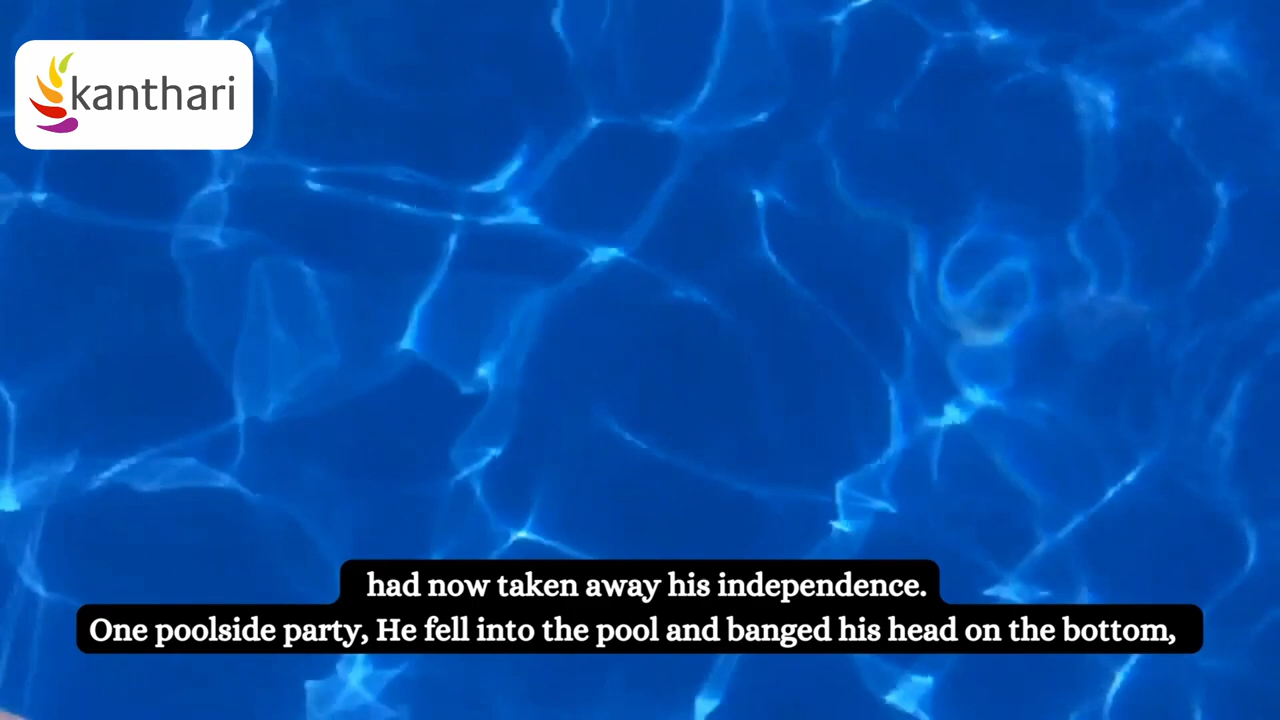 kanthari
had now taken away his independence.
One poolside party, He fell into the pool and banged his head on the bottom,